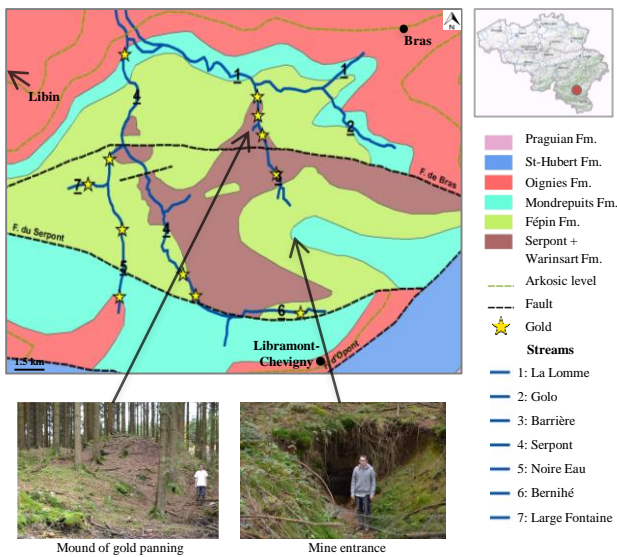 N
Bras
Libin
1
1
4
2
3
7
4
5
6
F. de Bras
F. du Serpont
Libramont-
Chevigny
d'Opont
1.5 km
Praguian Fm.
St-Hubert Fm.
Oignies Fm.
Mondrepuits Fm.
Fépin Fm.
Serpont +
Warinsart Fm.
Arkosic level
Fault
Gold
Streams
1: La Lomme
2: Golo
3: Barrière
4: Serpont
5: Noire Eau
6: Bernihé
7: Large Fontaine
Mound of gold panning
Mine entrance